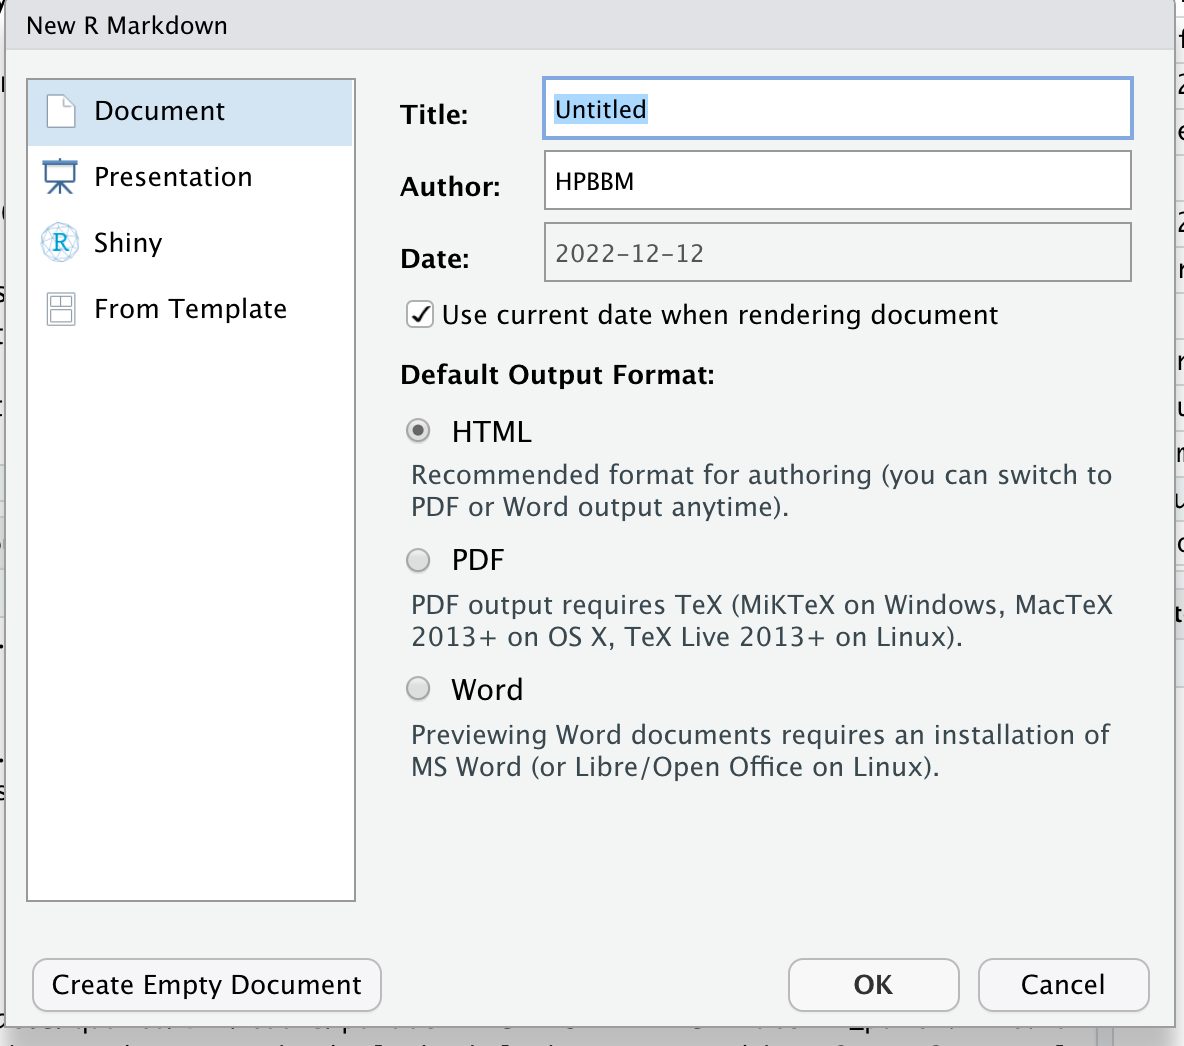 New R Markdown
Document
Presentation
Shiny
From Template
Title: Untitled
Author: HPBBM
Date: 2022-12-12
Use current date when rendering document
Default Output Format:
HTML
Recommended format for authoring (you can switch to
PDF or Word output anytime).
PDF
PDF output requires TeX (MiKTeX on Windows, MacTeX
2013+ on OS X, TeX Live 2013+ on Linux).
Word
Previewing Word documents requires an installation of
MS Word (or Libre/Open Office on Linux).
Create Empty Document
OK
Cancel